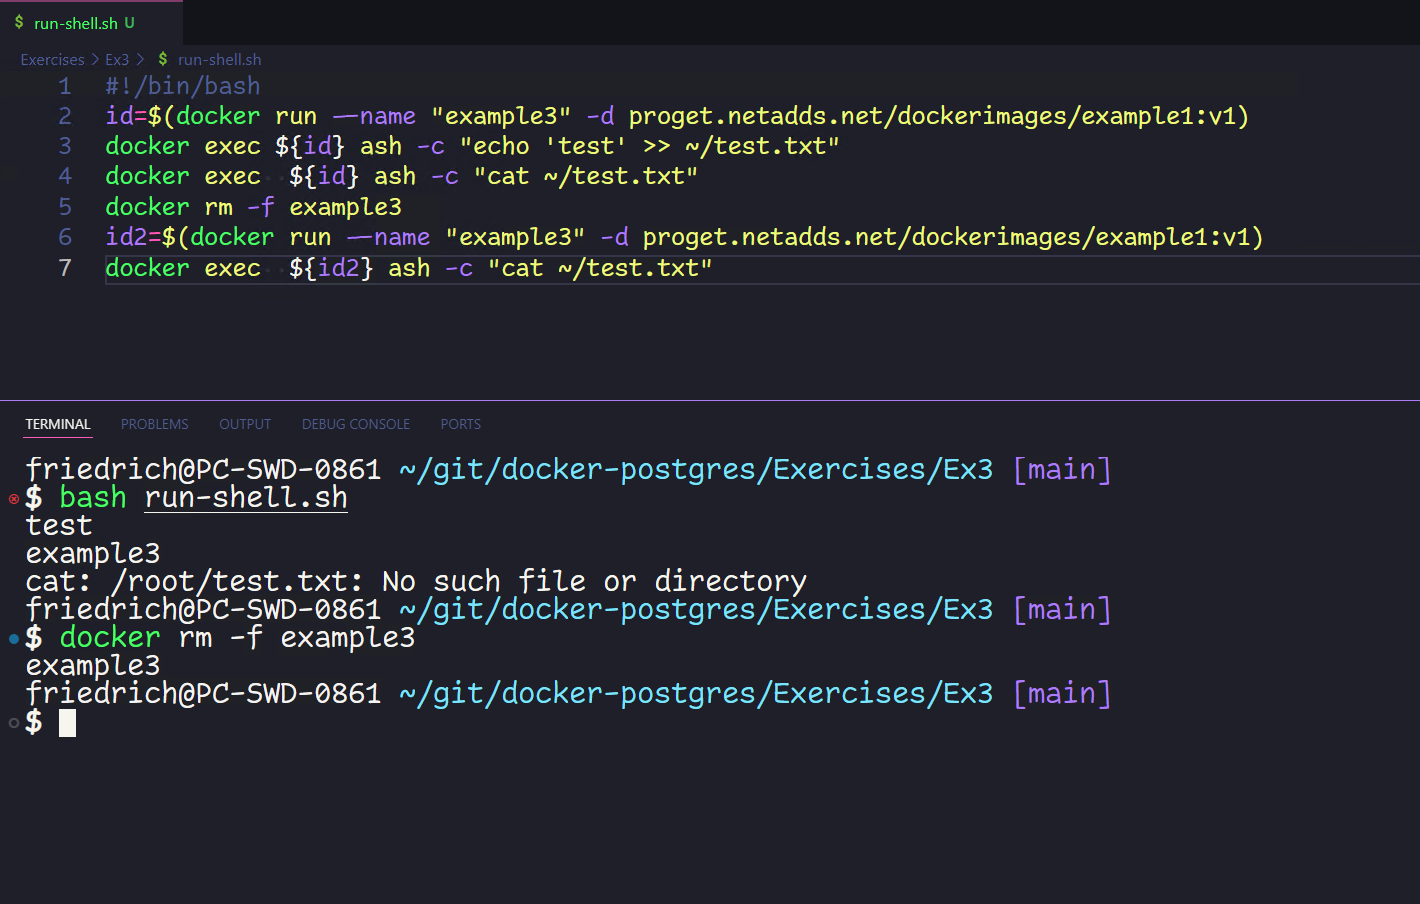 $ run-shell.sh U
Exercises > Ex3 > $ run-shell.sh
1 #!/bin/bash
2 id=$(docker run --name "example3" -d proget.netadds.net/dockerimages/example1:v1)
3 docker exec ${id} ash -c "echo 'test' >> ~/test.txt"
4 docker exec  ${id} ash -c "cat ~/test.txt"
5 docker rm -f example3
6 id2=$(docker run --name "example3" -d proget.netadds.net/dockerimages/example1:v1)
7 docker exec  ${id2} ash -c "cat ~/test.txt"
TERMINAL PROBLEMS OUTPUT DEBUG CONSOLE PORTS
friedrich@PC-SWD-0861 ~/git/docker-postgres/Exercises/Ex3 [main]
$ bash run-shell.sh
test
example3
cat: /root/test.txt: No such file or directory
friedrich@PC-SWD-0861 ~/git/docker-postgres/Exercises/Ex3 [main]
$ docker rm -f example3
example3
friedrich@PC-SWD-0861 ~/git/docker-postgres/Exercises/Ex3 [main]
$